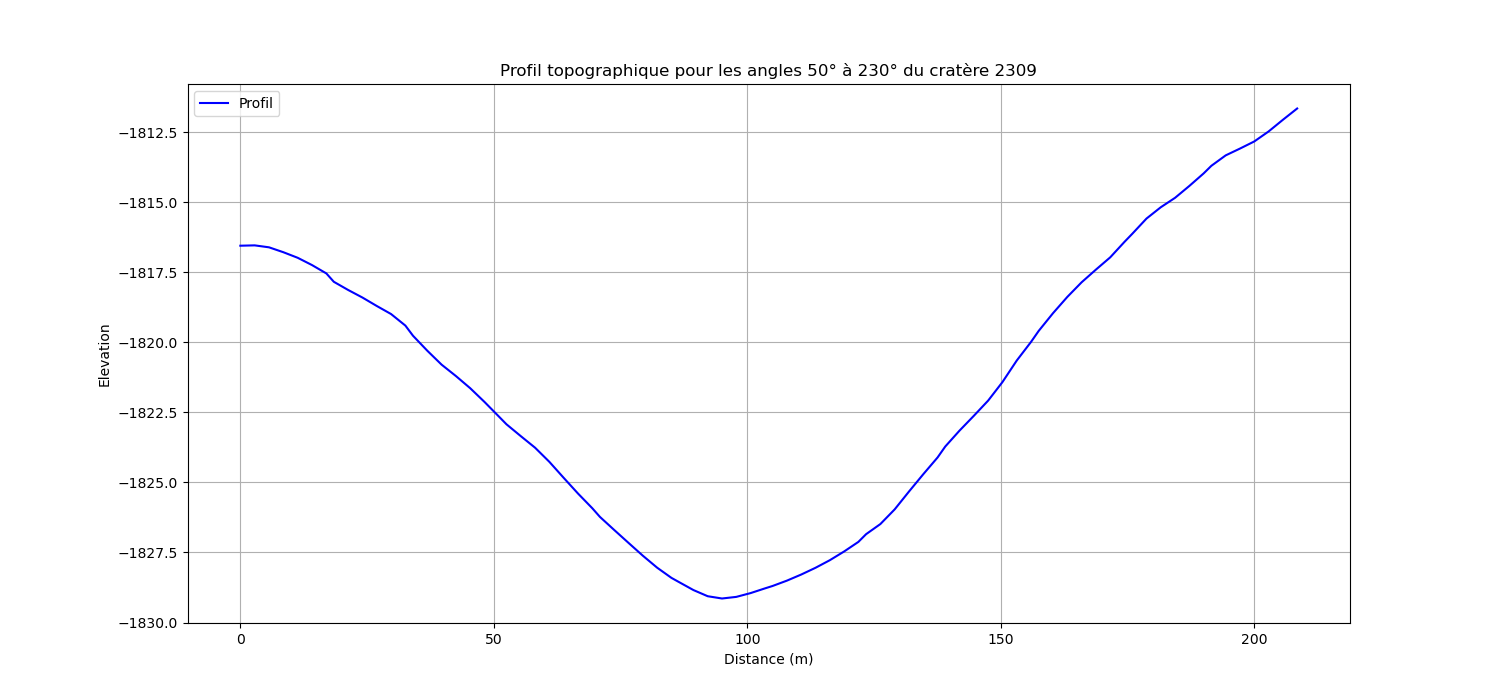 Profil topographique pour les angles 50° à 230° du cratère 2309
Profil
−1812.5
−1815.0
−1817.5
−1820.0
−1822.5
−1825.0
−1827.5
−1830.0
Elevation
0 50 100 150 200
Distance (m)